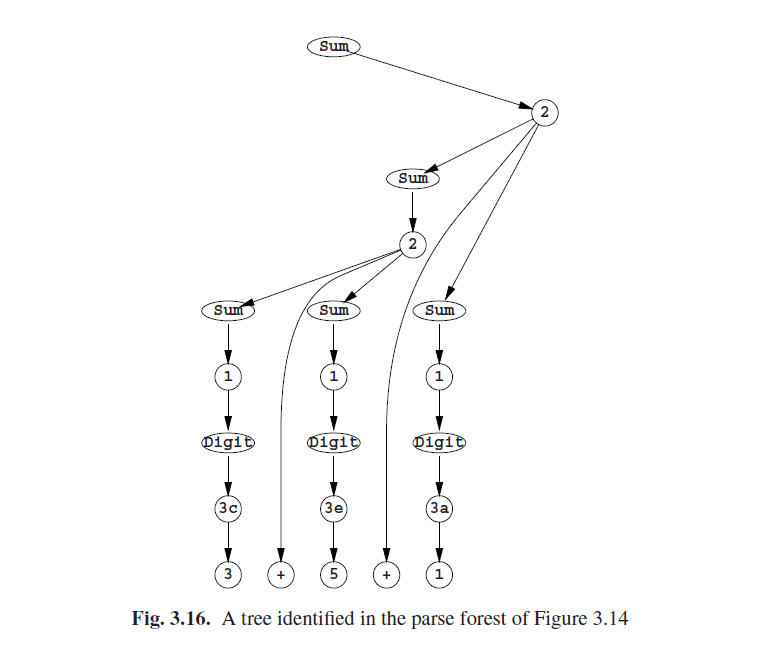 Sum
2
Sum
2
Sum Sum Sum
1 1 1
Digit Digit Digit
3c 3e 3a
3 + 5 + 1
Fig. 3.16. A tree identified in the parse forest of Figure 3.14